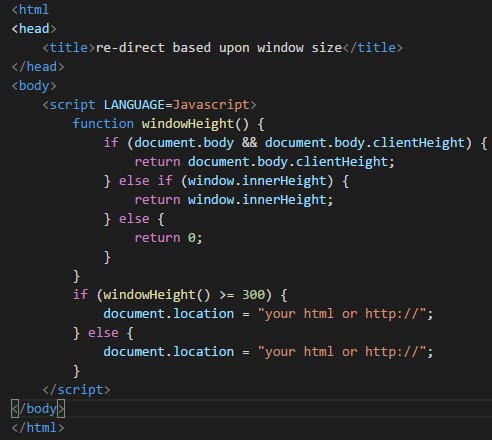 <html
<head>
    <title>re-direct based upon window size</title>
</head>
<body>
    <script LANGUAGE=Javascript>
        function windowHeight() {
            if (document.body && document.body.clientHeight) {
                return document.body.clientHeight;
            } else if (window.innerHeight) {
                return window.innerHeight;
            } else {
                return 0;
            }
        }
        if (windowHeight() >= 300) {
            document.location = "your html or http://";
        } else {
            document.location = "your html or http://";
        }
    </script>
</body>
</html>